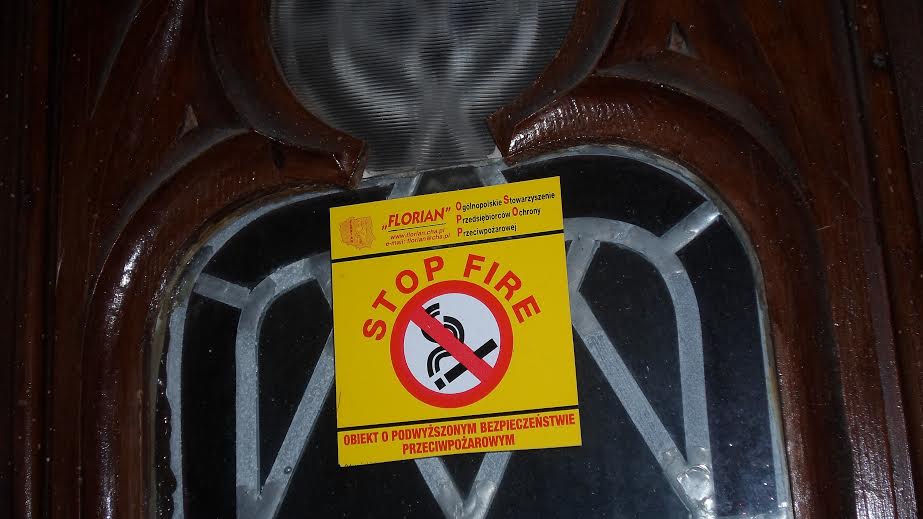 „FLORIAN”
www.florian.cha.pl
e-mail: florian@cha.pl
Ogólnopolskie Stowarzyszenie
Przedsiębiorców Ochrony
Przeciwpożarowej
STOP FIRE
OBIEKT O PODWYŻSZONYM BEZPIECZEŃSTWIE
PRZECIWPOŻAROWYM